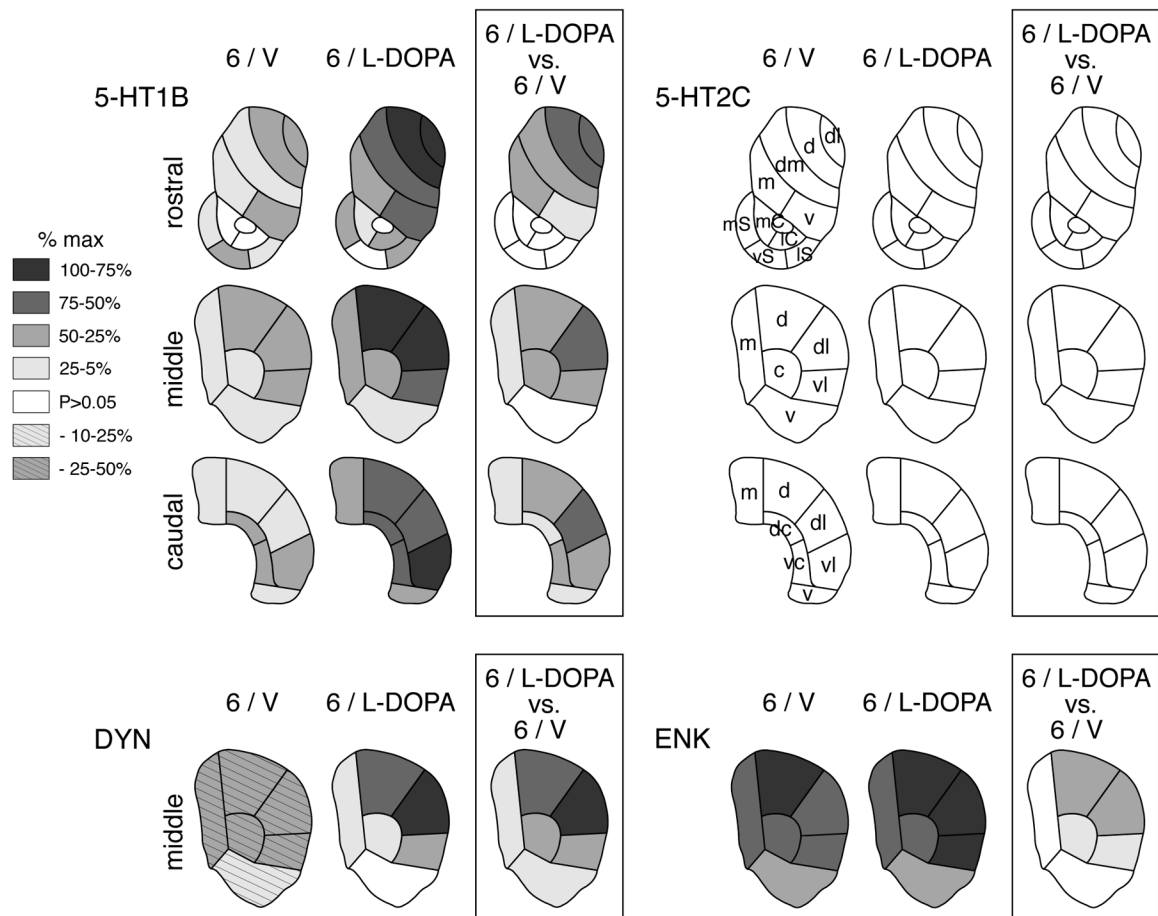 6 / V
6 / L-DOPA
6 / L-DOPA
vs.
6 / V
5-HT1B
rostral
middle
caudal
% max
100-75%
75-50%
50-25%
25-5%
P>0.05
- 10-25%
- 25-50%
6 / V
6 / L-DOPA
6 / L-DOPA
vs.
6 / V
5-HT2C
dl
d
dm
m
v
mS
mC
lC
vS
lS
d
m
dl
c
vl
v
m
d
dl
dc
vc
vl
v
6 / V
6 / L-DOPA
6 / L-DOPA
vs.
6 / V
DYN
middle
6 / V
6 / L-DOPA
6 / L-DOPA
vs.
6 / V
ENK